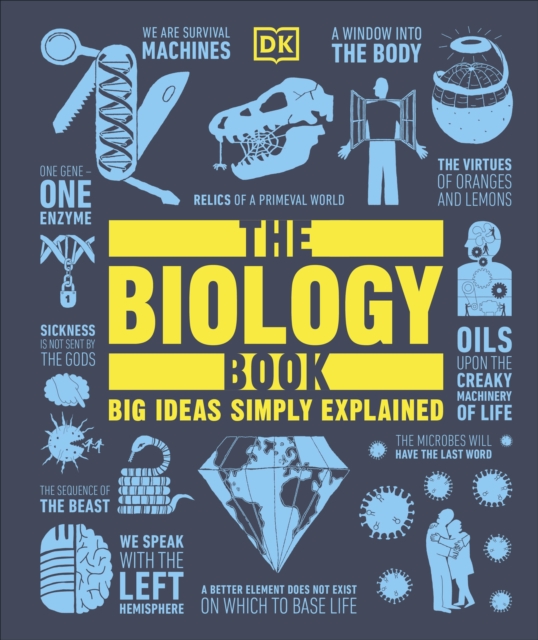 WE ARE SURVIVAL
MACHINES
DK
A WINDOW INTO
THE BODY
ONE GENE –
ONE
ENZYME
RELICS OF A PRIMEVAL WORLD
THE VIRTUES
OF ORANGES
AND LEMONS
THE
BIOLOGY
BOOK
BIG IDEAS SIMPLY EXPLAINED
1
SICKNESS
IS NOT SENT BY
THE GODS
OILS
UPON THE
CREAKY
MACHINERY
OF LIFE
THE MICROBES WILL
HAVE THE LAST WORD
THE SEQUENCE OF
THE BEAST
WE SPEAK
WITH THE
LEFT
HEMISPHERE
A BETTER ELEMENT DOES NOT EXIST
ON WHICH TO BASE LIFE